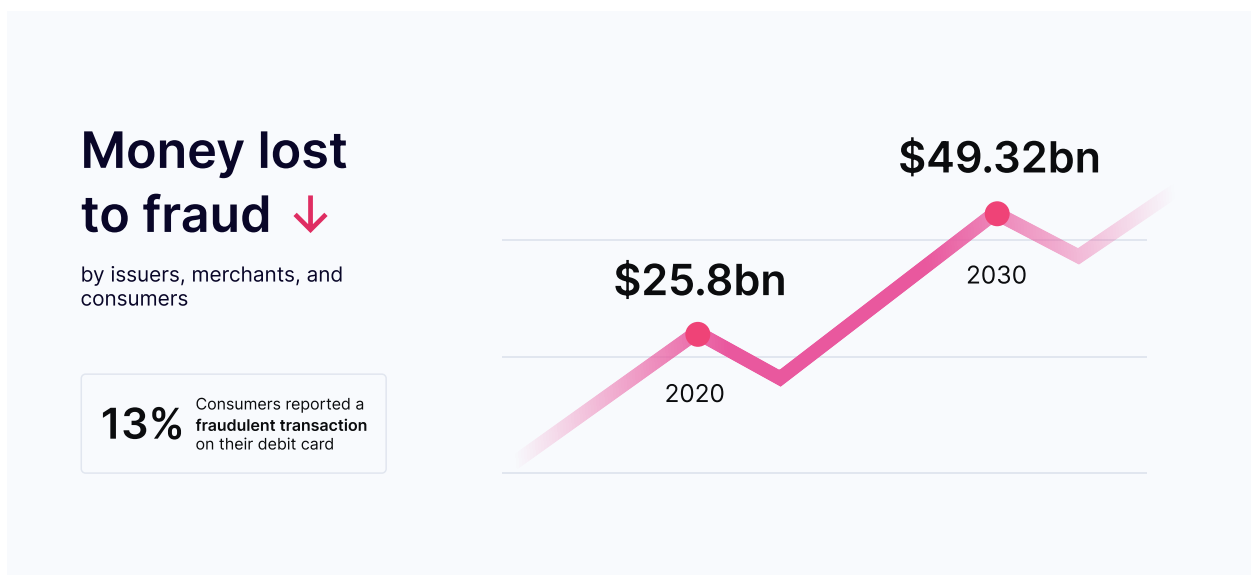 Money lost
to fraud ↓
by issuers, merchants, and
consumers
13%
Consumers reported a
fraudulent transaction
on their debit card
$25.8bn
2020
$49.32bn
2030